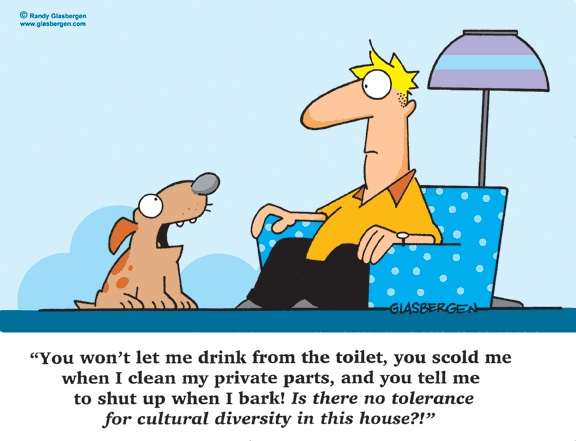 © Randy Glasbergen
www.glasbergen.com
GLASBERGEN
“You won’t let me drink from the toilet, you scold me
when I clean my private parts, and you tell me
to shut up when I bark! Is there no tolerance
for cultural diversity in this house?!”